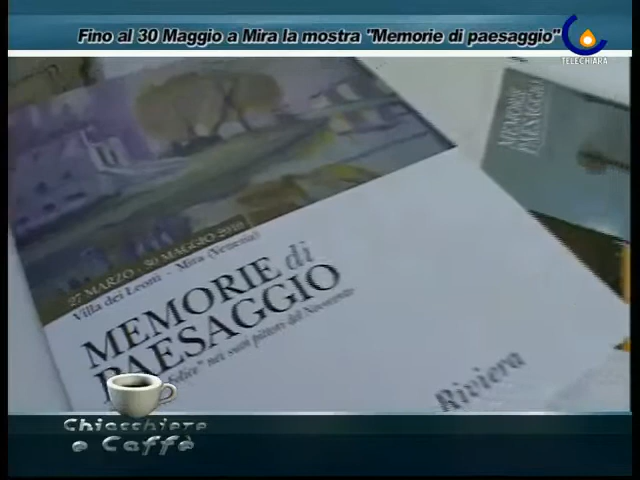 Fino al 30 Maggio a Mira la mostra "Memorie di paesaggio"
TELECHIARA
MEMORIE
PAESAGGIO
27 MARZO - 30 MAGGIO 2010
Villa dei Leoni - Mira (Venezia)
MEMORIE di
PAESAGGIO
felice" nei suoi pittori del Novecento
Riviera
Chiacchiere
e Caffè